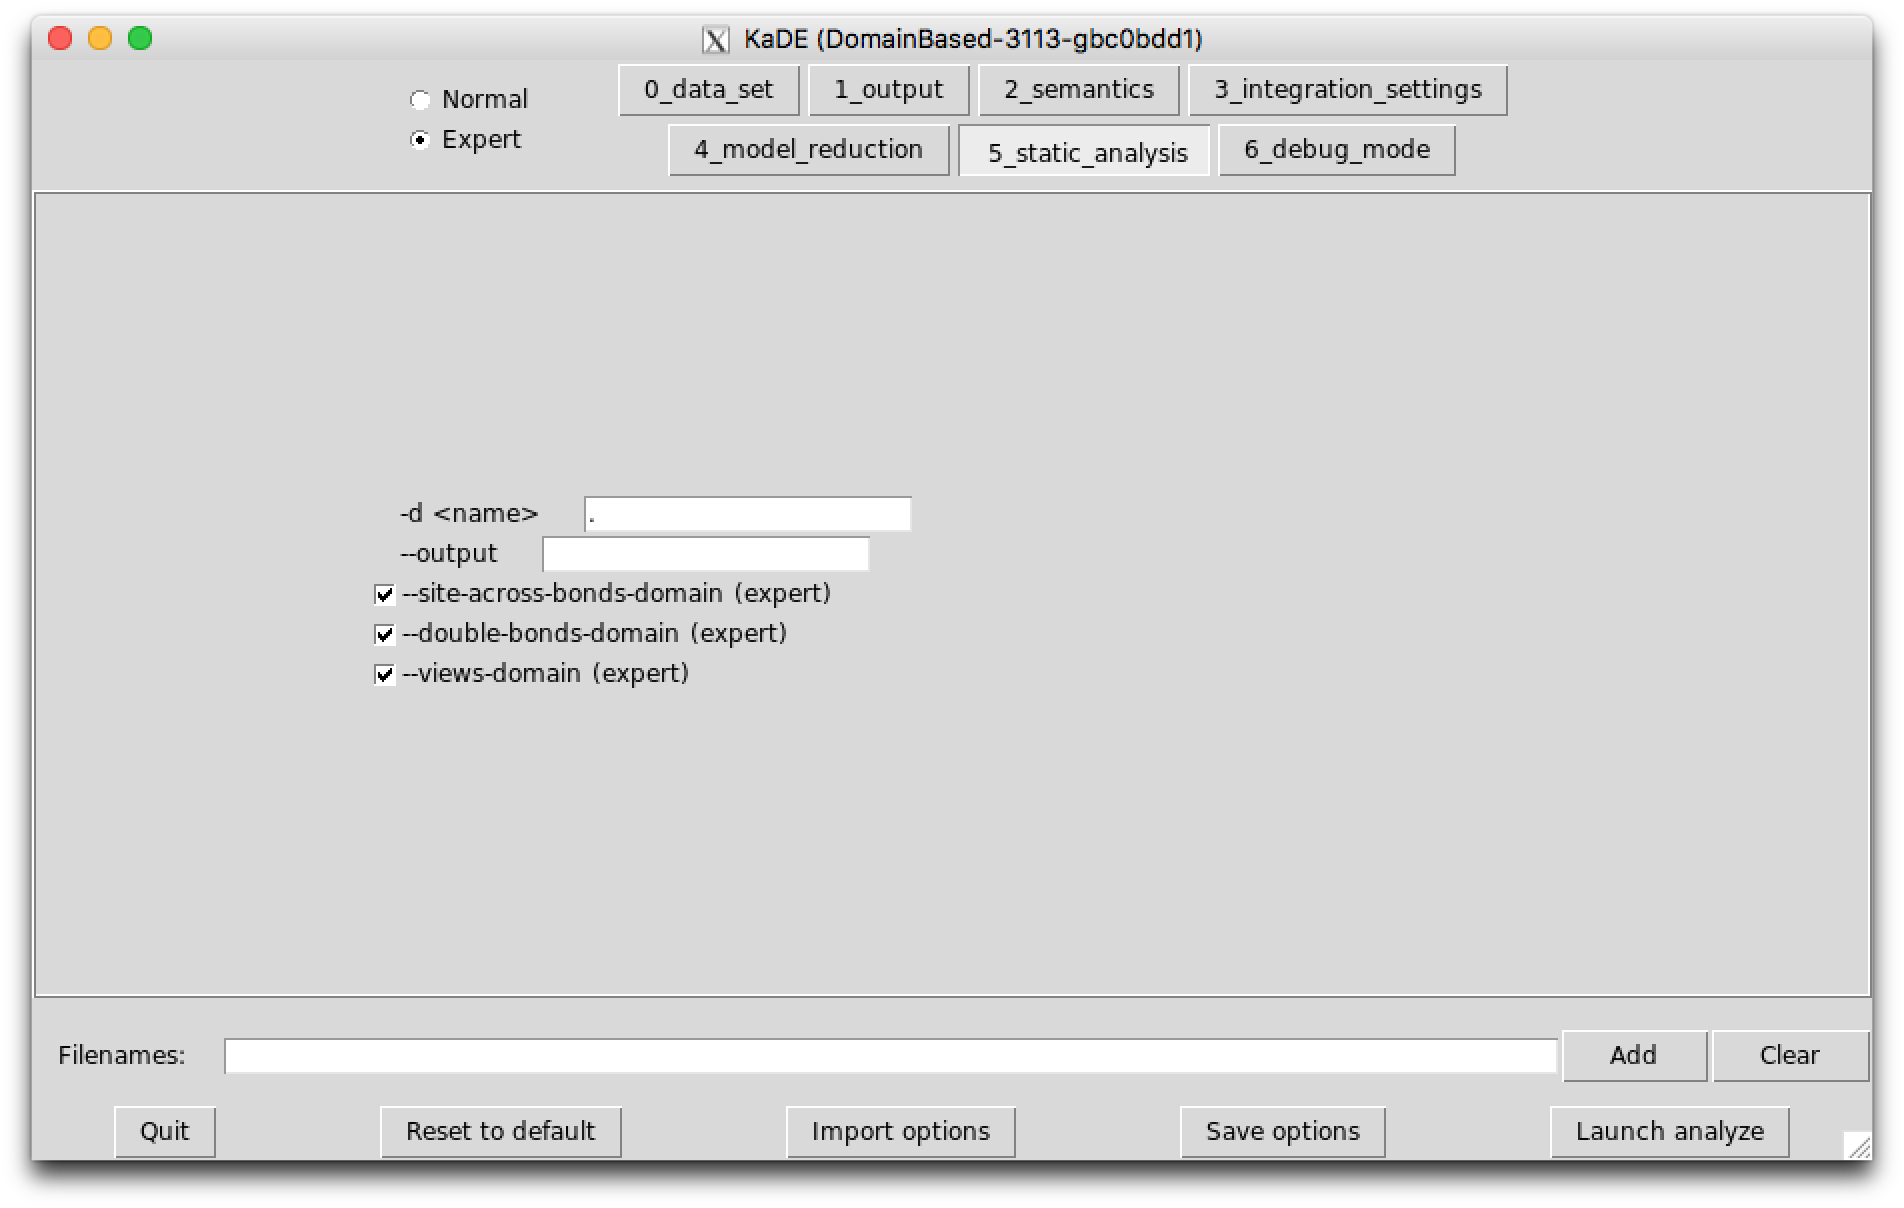 KaDE (DomainBased-3113-gbc0bdd1)
Normal
Expert
0_data_set 1_output 2_semantics 3_integration_settings
4_model_reduction 5_static_analysis 6_debug_mode
-d <name> .
--output
--site-across-bonds-domain (expert)
--double-bonds-domain (expert)
--views-domain (expert)
Filenames: Add Clear
Quit Reset to default Import options Save options Launch analyze